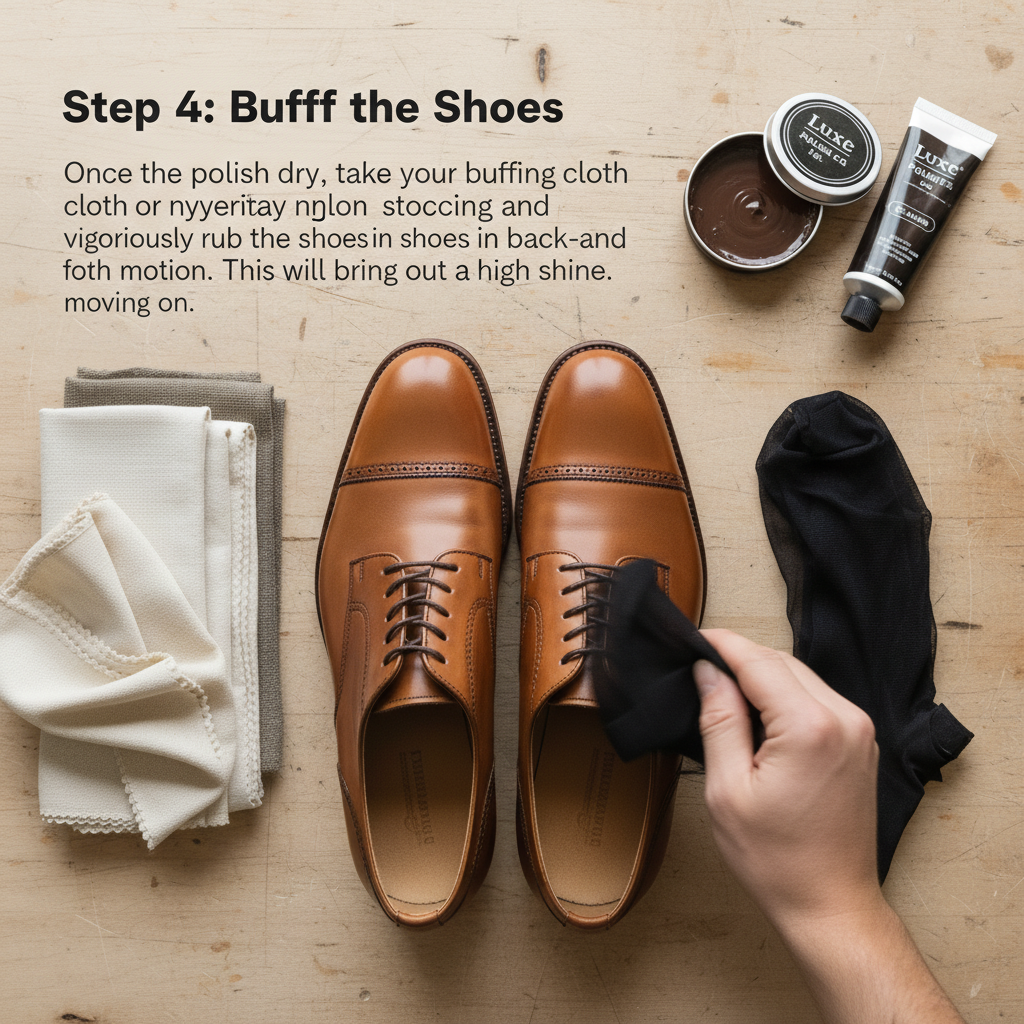 Step 4: Bufff the Shoes
Once the polish dry, take your buffing cloth
cloth or nyyeritay nŋlon stoccing and
vigoriously rub the shoesin shoes in back-and
foth motion. This will bring out a high shine.
moving on.
Luxe
Luxe